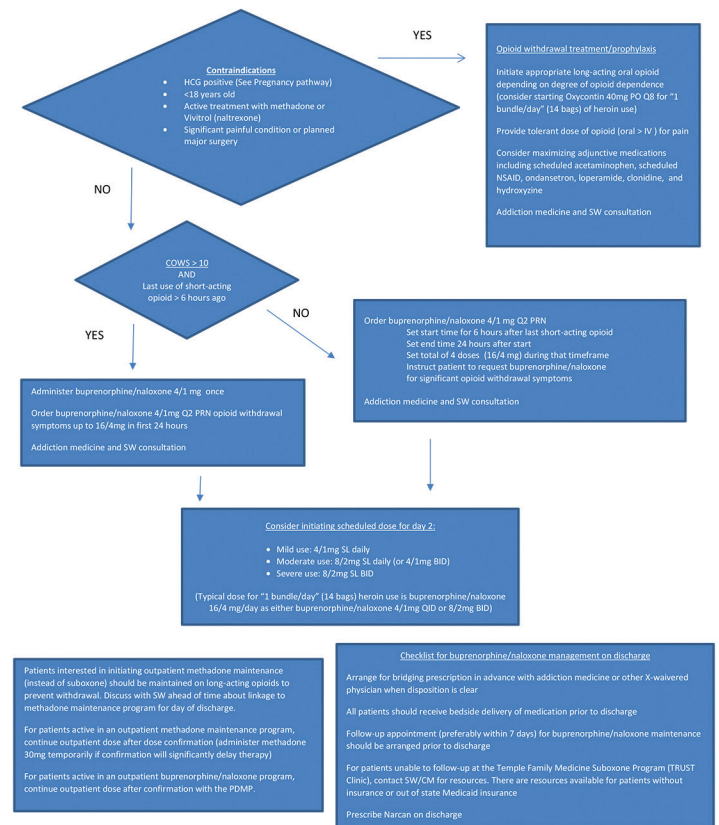 YES
Contraindications
• HCG positive (See Pregnancy pathway)
• <18 years old
• Active treatment with methadone or
Vivitrol (naltrexone)
• Significant painful condition or planned
major surgery
Opioid withdrawal treatment/prophylaxis
Initiate appropriate long-acting oral opioid
depending on degree of opioid dependence
(consider starting Oxycontin 40mg PO Q8 for "1
bundle/day" (14 bags) of heroin use)
Provide tolerant dose of opioid (oral > IV ) for pain
Consider maximizing adjunctive medications
including scheduled acetaminophen, scheduled
NSAID, ondansetron, loperamide, clonidine, and
hydroxyzine
Addiction medicine and SW consultation
NO
COWS > 10
AND
Last use of short-acting
opioid > 6 hours ago
NO
YES
Order buprenorphine/naloxone 4/1 mg Q2 PRN
Set start time for 6 hours after last short-acting opioid
Set end time 24 hours after start
Set total of 4 doses (16/4 mg) during that timeframe
Instruct patient to request buprenorphine/naloxone
for significant opioid withdrawal symptoms
Addiction medicine and SW consultation
Administer buprenorphine/naloxone 4/1 mg once
Order buprenorphine/naloxone 4/1mg Q2 PRN opioid withdrawal
symptoms up to 16/4mg in first 24 hours
Addiction medicine and SW consultation
Consider initiating scheduled dose for day 2:
• Mild use: 4/1mg SL daily
• Moderate use: 8/2mg SL daily (or 4/1mg BID)
• Severe use: 8/2mg SL BID
(Typical dose for "1 bundle/day" (14 bags) heroin use is buprenorphine/naloxone
16/4 mg/day as either buprenorphine/naloxone 4/1mg QID or 8/2mg BID)
Patients interested in initiating outpatient methadone maintenance
(instead of suboxone) should be maintained on long-acting opioids to
prevent withdrawal. Discuss with SW ahead of time about linkage to
methadone maintenance program for day of discharge.
For patients active in an outpatient methadone maintenance program,
continue outpatient dose after dose confirmation (administer methadone
30mg temporarily if confirmation will significantly delay therapy)
For patients active in an outpatient buprenorphine/naloxone program,
continue outpatient dose after confirmation with the PDMP.
Checklist for buprenorphine/naloxone management on discharge
Arrange for bridging prescription in advance with addiction medicine or other X-waivered
physician when disposition is clear
All patients should receive bedside delivery of medication prior to discharge
Follow-up appointment (preferably within 7 days) for buprenorphine/naloxone maintenance
should be arranged prior to discharge
For patients unable to follow-up at the Temple Family Medicine Suboxone Program (TRUST
Clinic), contact SW/CM for resources. There are resources available for patients without
insurance or out of state Medicaid insurance
Prescribe Narcan on discharge